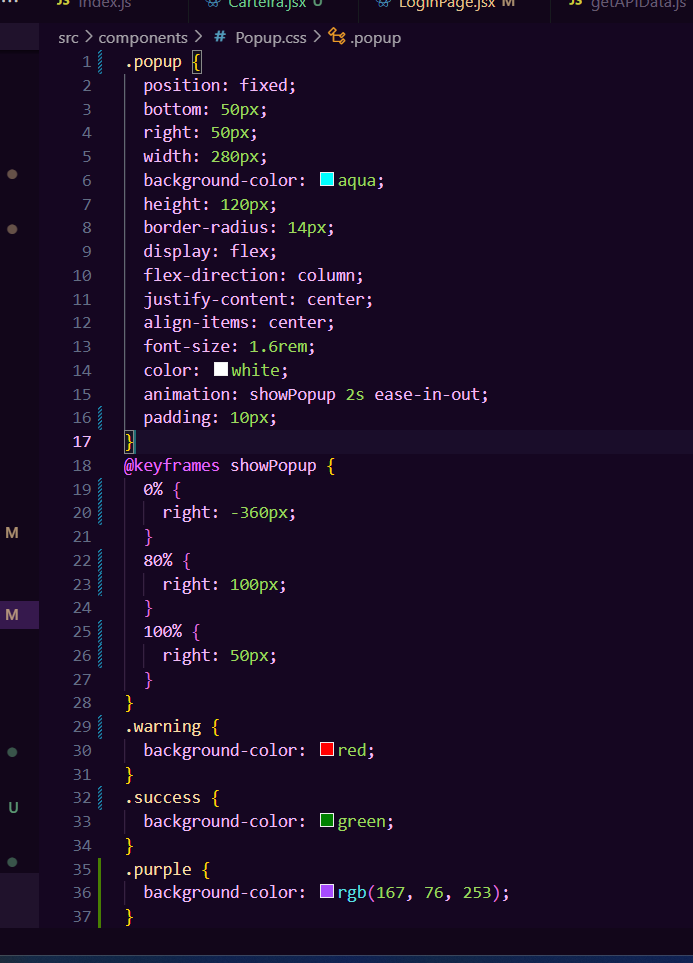 JS index.js Carteira.jsx U LoginPage.jsx M JS getAPIData.js
src > components > # Popup.css > .popup
1 .popup {
2 position: fixed;
3 bottom: 50px;
4 right: 50px;
5 width: 280px;
6 background-color: aqua;
7 height: 120px;
8 border-radius: 14px;
9 display: flex;
10 flex-direction: column;
11 justify-content: center;
12 align-items: center;
13 font-size: 1.6rem;
14 color: white;
15 animation: showPopup 2s ease-in-out;
16 padding: 10px;
17 }
18 @keyframes showPopup {
19 0% {
20 right: -360px;
21 }
M
22 80% {
23 right: 100px;
24 }
M
25 100% {
26 right: 50px;
27 }
28 }
29 .warning {
30 background-color: red;
31 }
32 .success {
U
33 background-color: green;
34 }
35 .purple {
36 background-color: rgb(167, 76, 253);
37 }